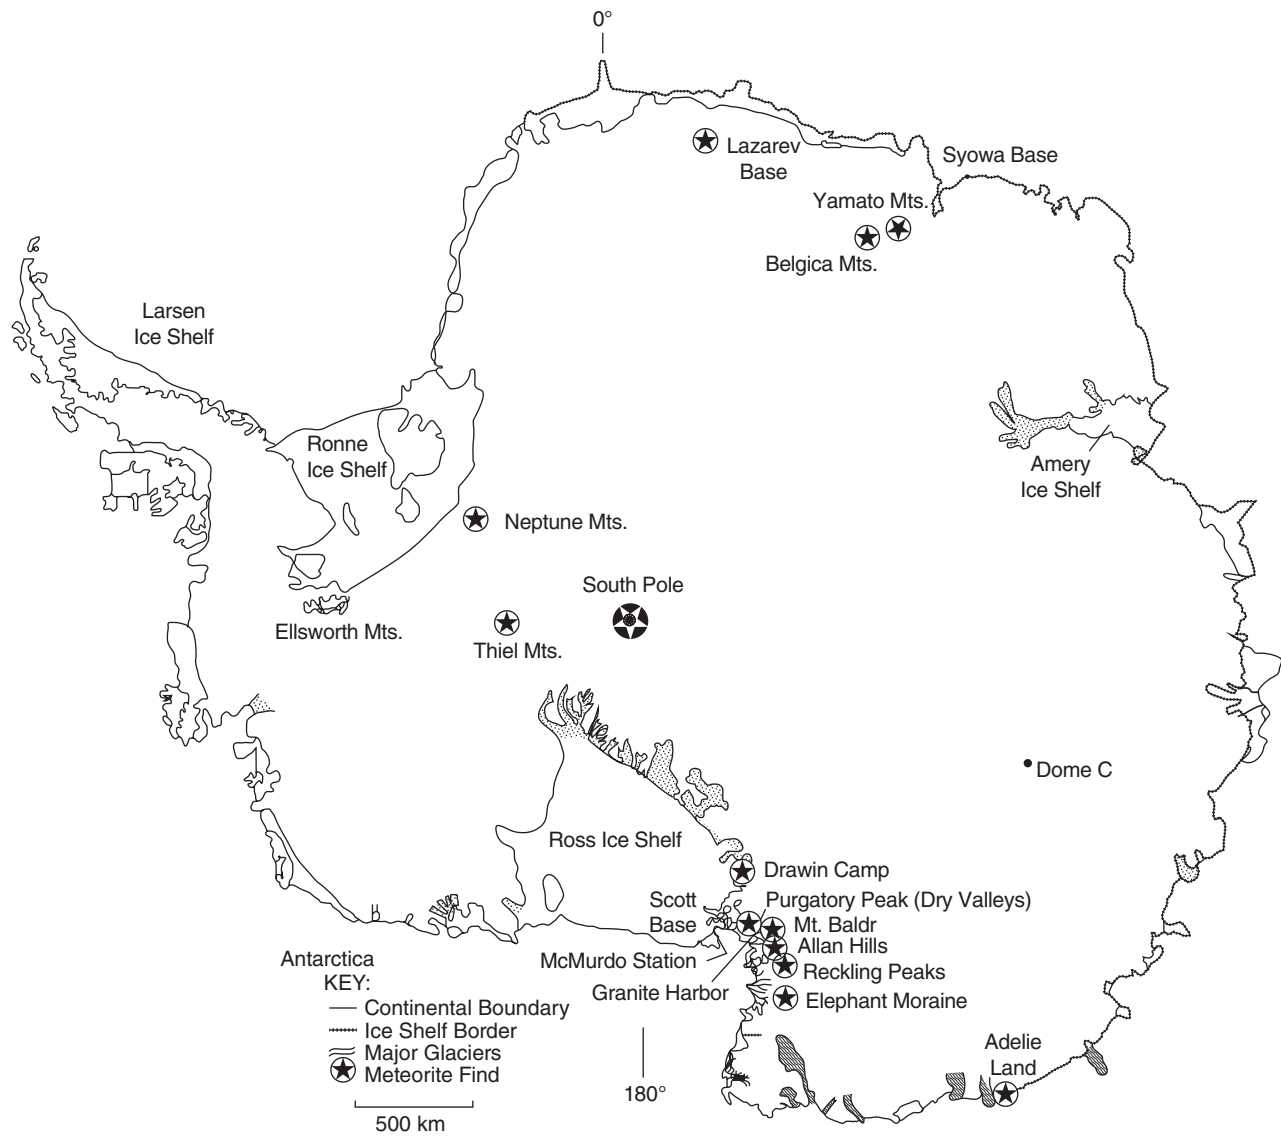 0°
Lazarev
Base
Syowa Base
Yamato Mts.
Belgica Mts.
Larsen
Ice Shelf
Ronne
Ice Shelf
Amery
Ice Shelf
Neptune Mts.
South Pole
Ellsworth Mts.
Thiel Mts.
Dome C
Ross Ice Shelf
Drawin Camp
Scott
Base
Purgatory Peak (Dry Valleys)
Mt. Baldr
Allan Hills
McMurdo Station
Reckling Peaks
Granite Harbor
Elephant Moraine
Adelie
Land
180°
Antarctica
KEY:
Continental Boundary
Ice Shelf Border
Major Glaciers
Meteorite Find
500 km